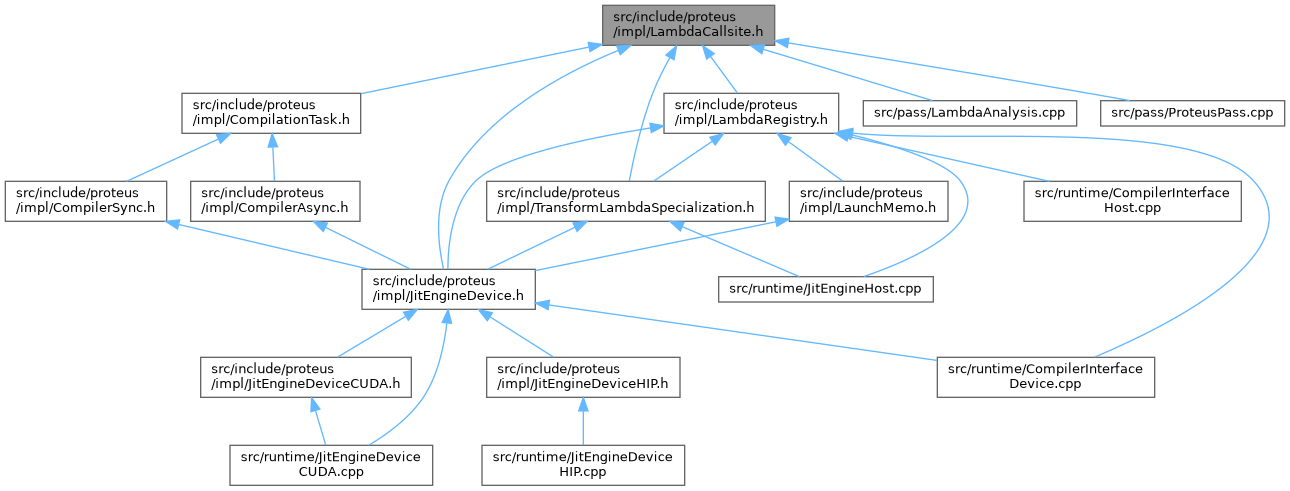 src/include/proteus
/impl/LambdaCallsite.h
src/include/proteus
/impl/CompilationTask.h
src/include/proteus
/impl/LambdaRegistry.h
src/pass/LambdaAnalysis.cpp
src/pass/ProteusPass.cpp
src/include/proteus
/impl/CompilerSync.h
src/include/proteus
/impl/CompilerAsync.h
src/include/proteus
/impl/TransformLambdaSpecialization.h
src/include/proteus
/impl/LaunchMemo.h
src/runtime/CompilerInterface
Host.cpp
src/include/proteus
/impl/JitEngineDevice.h
src/runtime/JitEngineHost.cpp
src/include/proteus
/impl/JitEngineDeviceCUDA.h
src/include/proteus
/impl/JitEngineDeviceHIP.h
src/runtime/CompilerInterface
Device.cpp
src/runtime/JitEngineDevice
CUDA.cpp
src/runtime/JitEngineDevice
HIP.cpp